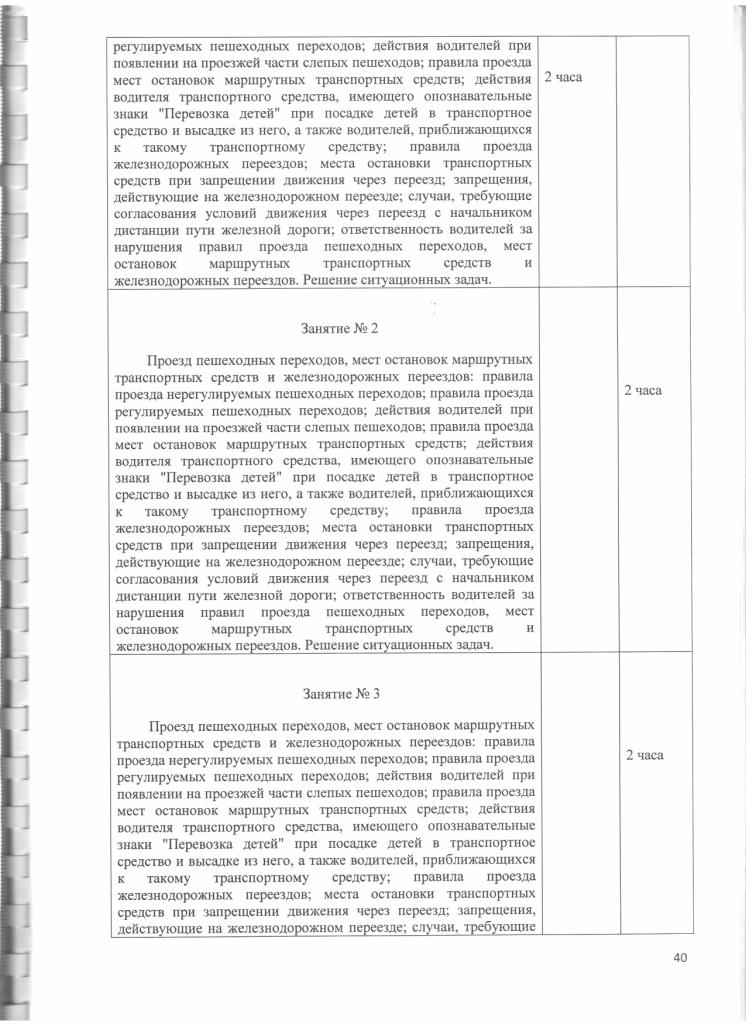 регулируемых пешеходных переходов; действия водителей при
появлении на проезжей части слепых пешеходов; правила проезда
мест остановок маршрутных транспортных средств; действия
2 часа
водителя транспортного средства, имеющего опознавательные
знаки "Перевозка детей" при посадке детей в транспортное
средство и высадке из него, а также водителей, приближающихся
к такому транспортному средству; правила проезда
железнодорожных переездов; места остановки транспортных
средств при запрещении движения через переезд; запрещения,
действующие на железнодорожном переезде; случаи, требующие
согласования условий движения через переезд с начальником
дистанции пути железной дороги; ответственность водителей за
нарушения правил проезда пешеходных переходов, мест
остановок маршрутных транспортных средств и
железнодорожных переездов. Решение ситуационных задач.
Занятие № 2
Проезд пешеходных переходов, мест остановок маршрутных
транспортных средств и железнодорожных переездов: правила
проезда нерегулируемых пешеходных переходов; правила проезда
2 часа
регулируемых пешеходных переходов; действия водителей при
появлении на проезжей части слепых пешеходов; правила проезда
мест остановок маршрутных транспортных средств; действия
водителя транспортного средства, имеющего опознавательные
знаки "Перевозка детей" при посадке детей в транспортное
средство и высадке из него, а также водителей, приближающихся
к такому транспортному средству; правила проезда
железнодорожных переездов; места остановки транспортных
средств при запрещении движения через переезд; запрещения,
действующие на железнодорожном переезде; случаи, требующие
согласования условий движения через переезд с начальником
дистанции пути железной дороги; ответственность водителей за
нарушения правил проезда пешеходных переходов, мест
остановок маршрутных транспортных средств и
железнодорожных переездов. Решение ситуационных задач.
Занятие № 3
Проезд пешеходных переходов, мест остановок маршрутных
транспортных средств и железнодорожных переездов: правила
проезда нерегулируемых пешеходных переходов; правила проезда
2 часа
регулируемых пешеходных переходов; действия водителей при
появлении на проезжей части слепых пешеходов; правила проезда
мест остановок маршрутных транспортных средств; действия
водителя транспортного средства, имеющего опознавательные
знаки "Перевозка детей" при посадке детей в транспортное
средство и высадке из него, а также водителей, приближающихся
к такому транспортному средству; правила проезда
железнодорожных переездов; места остановки транспортных
средств при запрещении движения через переезд; запрещения,
действующие на железнодорожном переезде; случаи, требующие
40